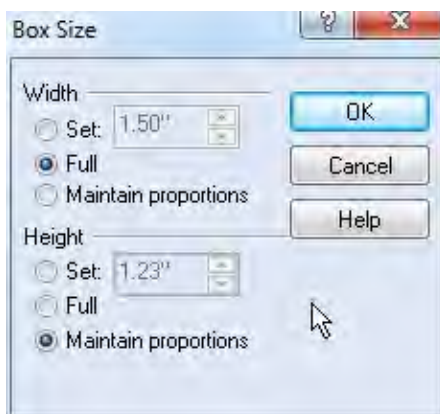 Box Size
Width
Set: 1.50"
Full
Maintain proportions
Height
Set: 1.23"
Full
Maintain proportions
OK
Cancel
Help